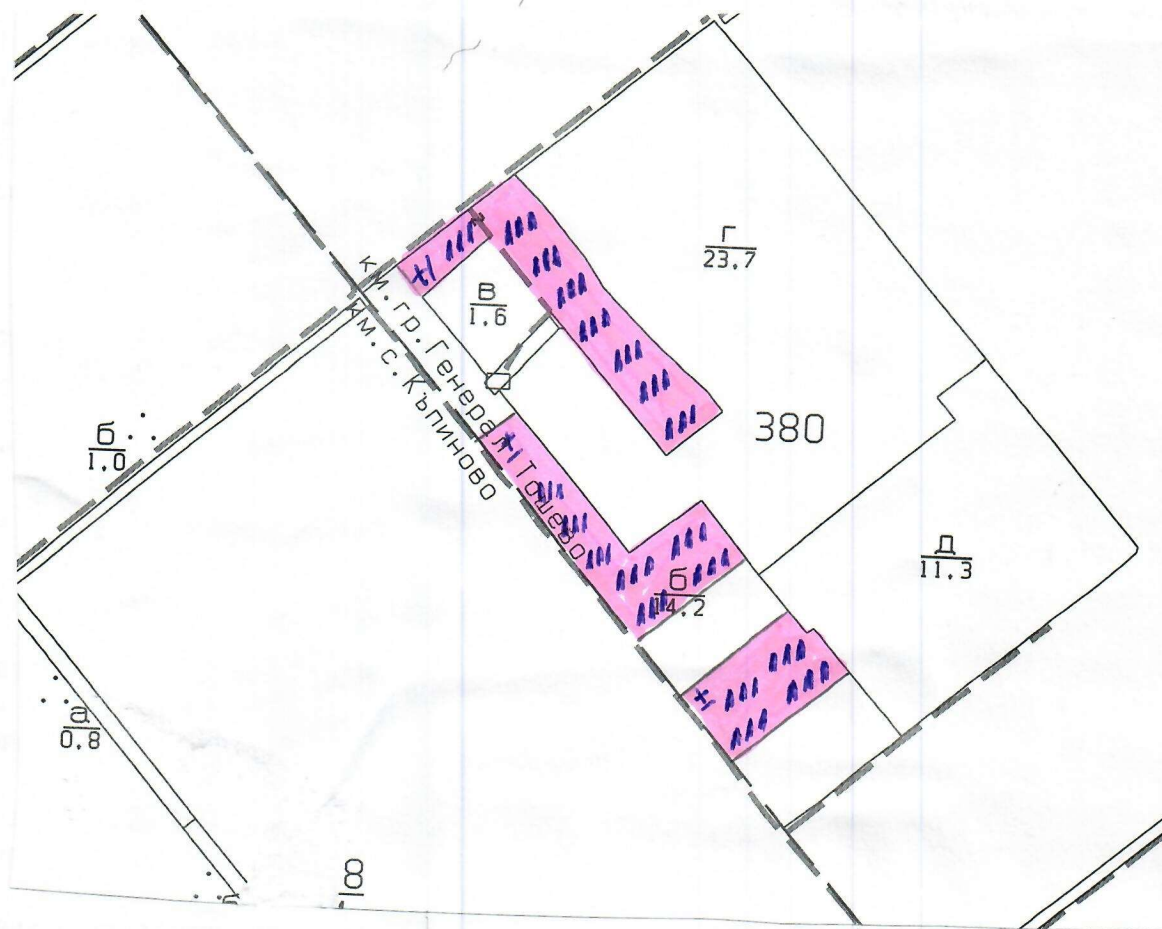 Г
23,7
км. гр. Генерал Тошево
В
1,6
км. с. Къпиново
380
б
1,0
Д
11,3
б
14,2
а
0,8
8